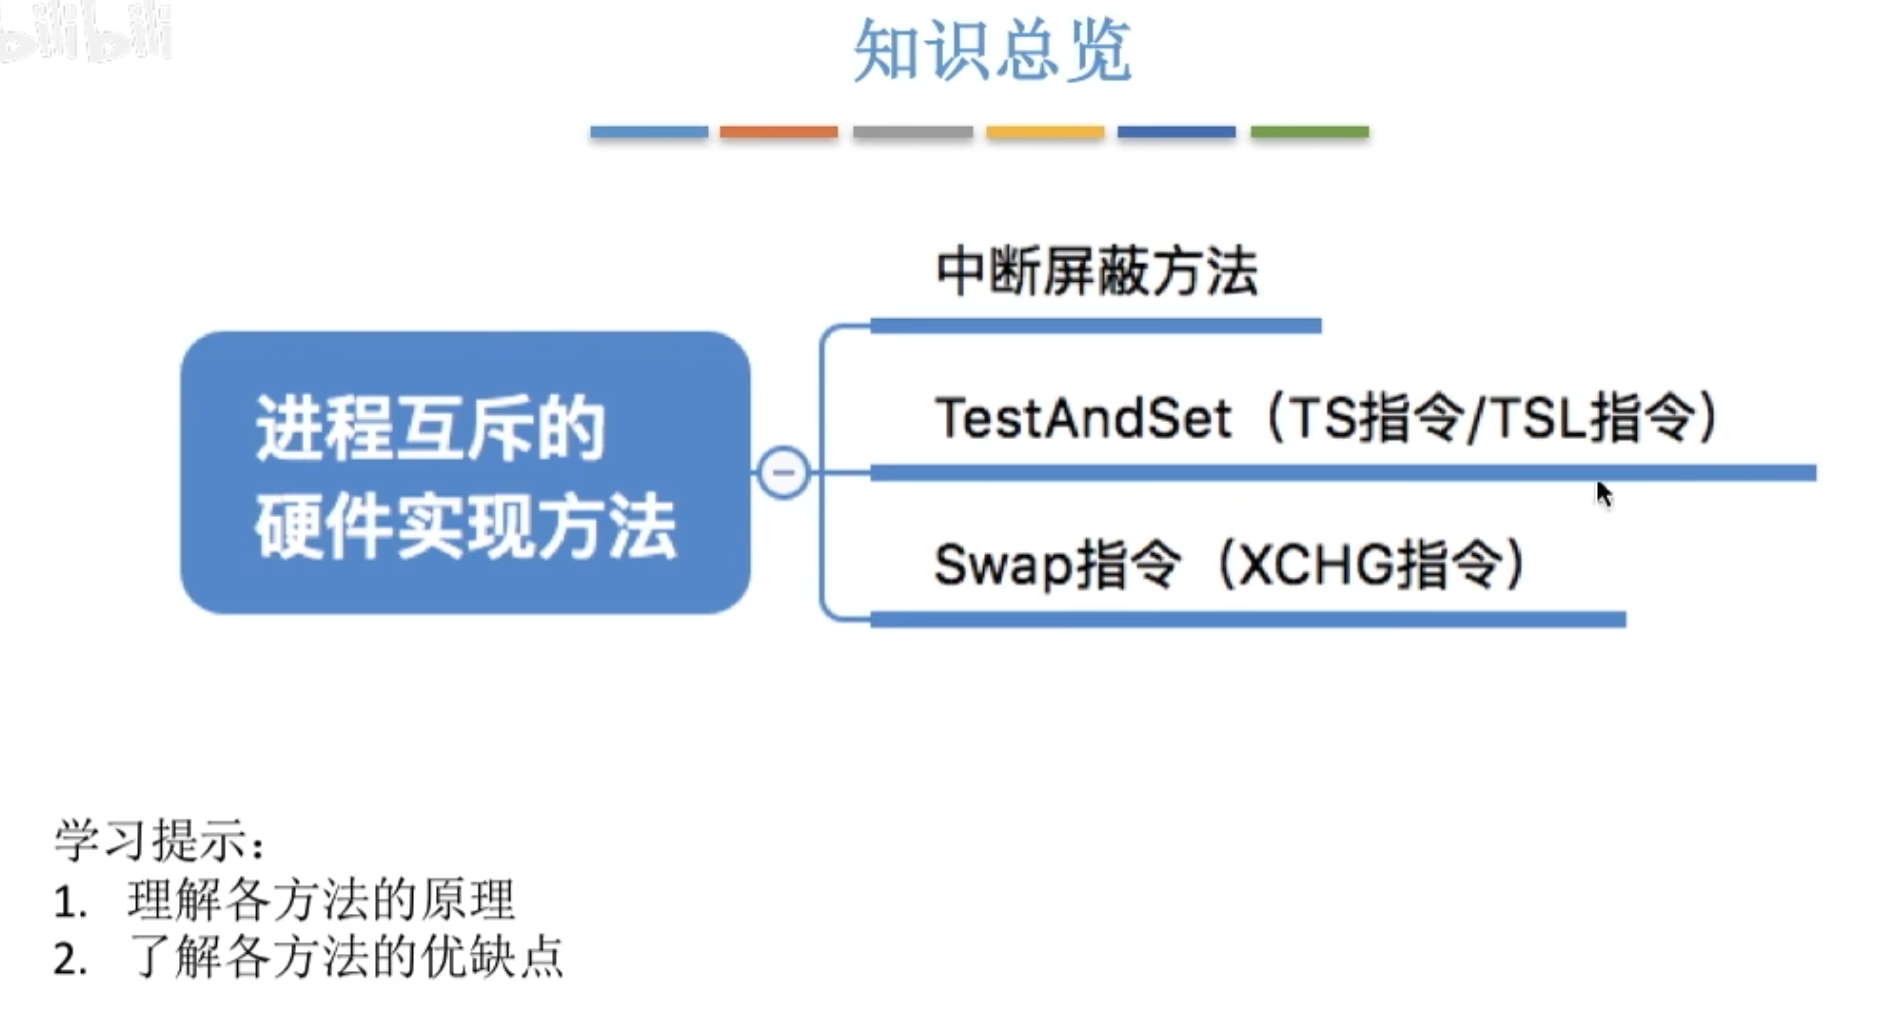 bilibili
知识总览
中断屏蔽方法
进程互斥的
硬件实现方法
TestAndSet（TS指令/TSL指令）
Swap指令（XCHG指令）
学习提示：
1. 理解各方法的原理
2. 了解各方法的优缺点